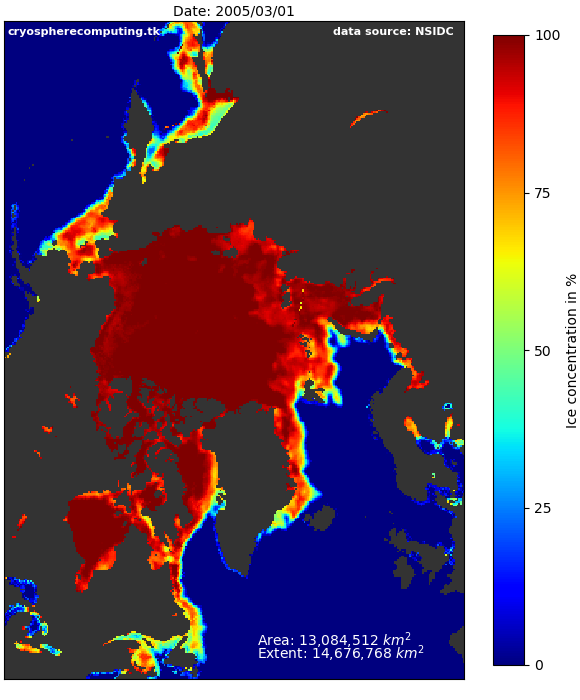 Date: 2005/03/01
cryospherecomputing.tk
data source: NSIDC
100
75
50
25
0
Ice concentration in %
Area: 13,084,512 km²
Extent: 14,676,768 km²